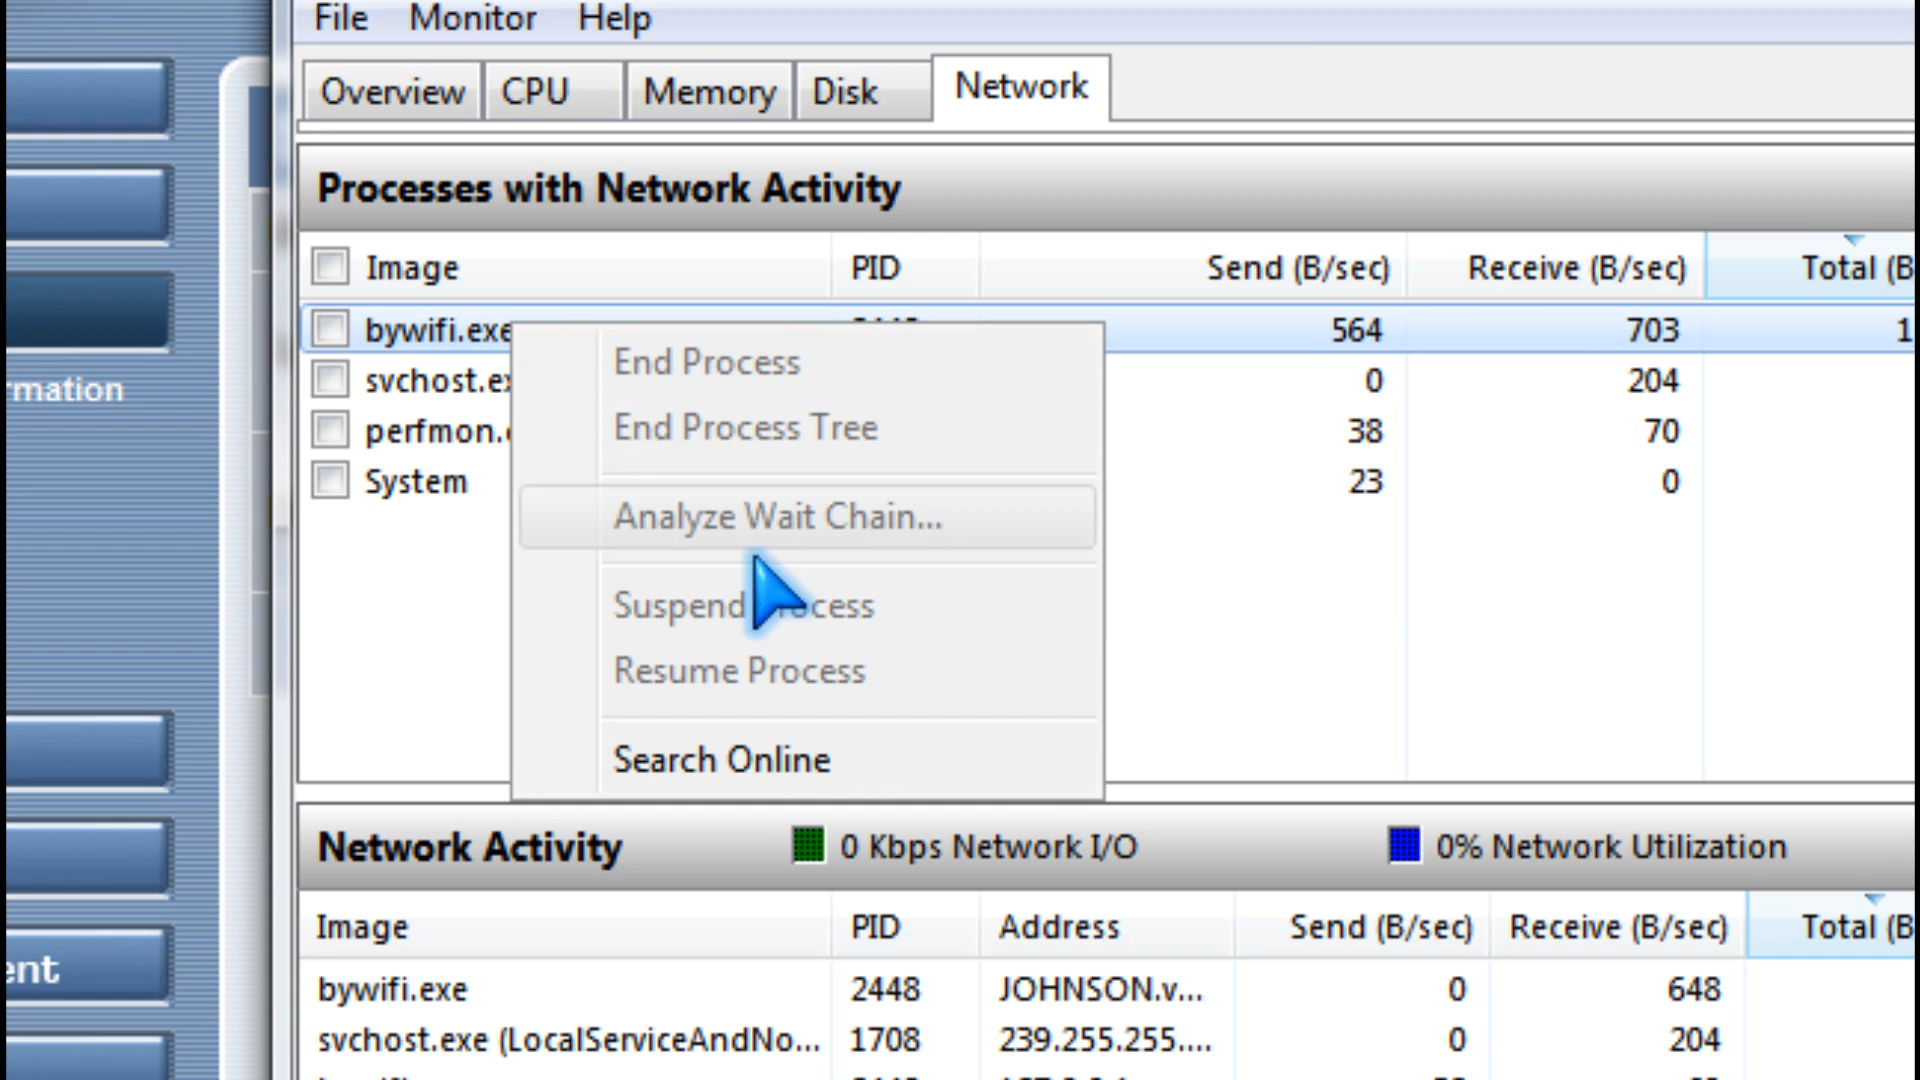 File Monitor Help
Overview CPU Memory Disk Network
Processes with Network Activity
Image PID Send (B/sec) Receive (B/sec) Total (B
bywifi.exe 564 703 1
svchost.ex 0 204
perfmon. 38 70
System 23 0
End Process
End Process Tree
Analyze Wait Chain...
Suspend
Resume Process
Search Online
rmation
ent
Network Activity 0 Kbps Network I/O 0% Network Utilization
Image PID Address Send (B/sec) Receive (B/sec) Total (B
bywifi.exe 2448 JOHNSON.v... 0 648
svchost.exe (LocalServiceAndNo... 1708 239.255.255.... 0 204